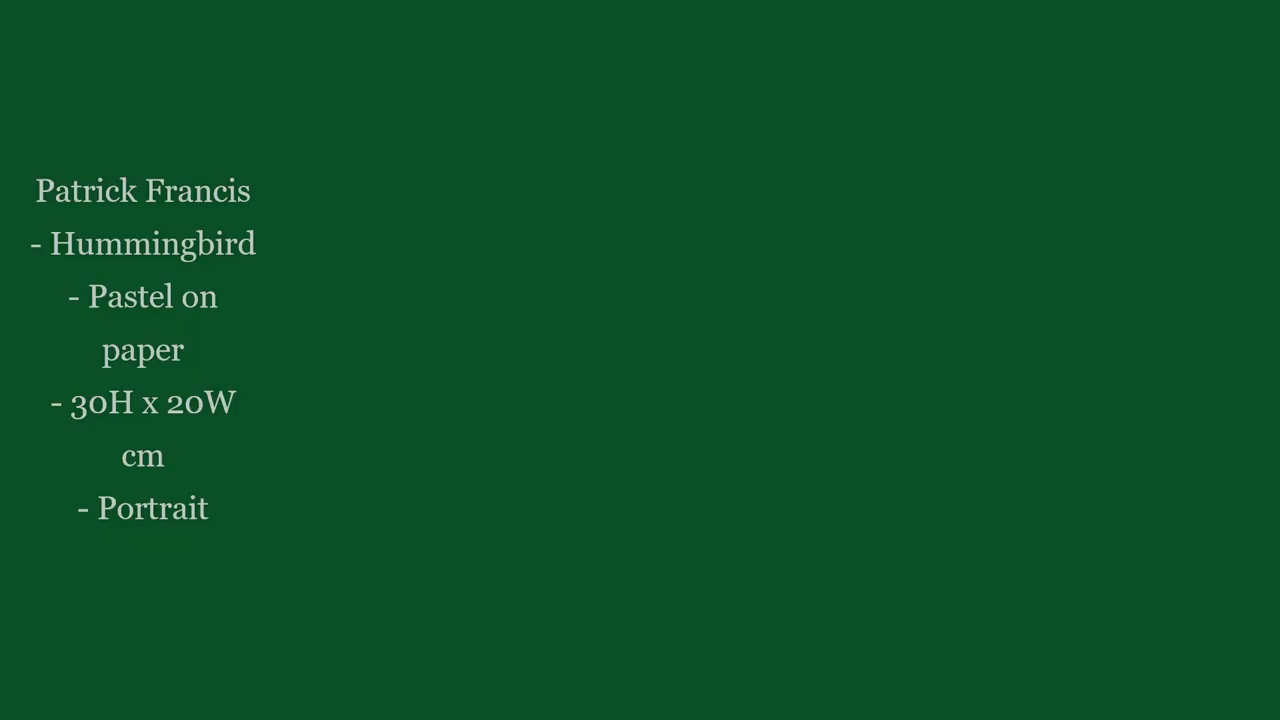 Patrick Francis
- Hummingbird
- Pastel on
paper
- 30H x 20W
cm
- Portrait